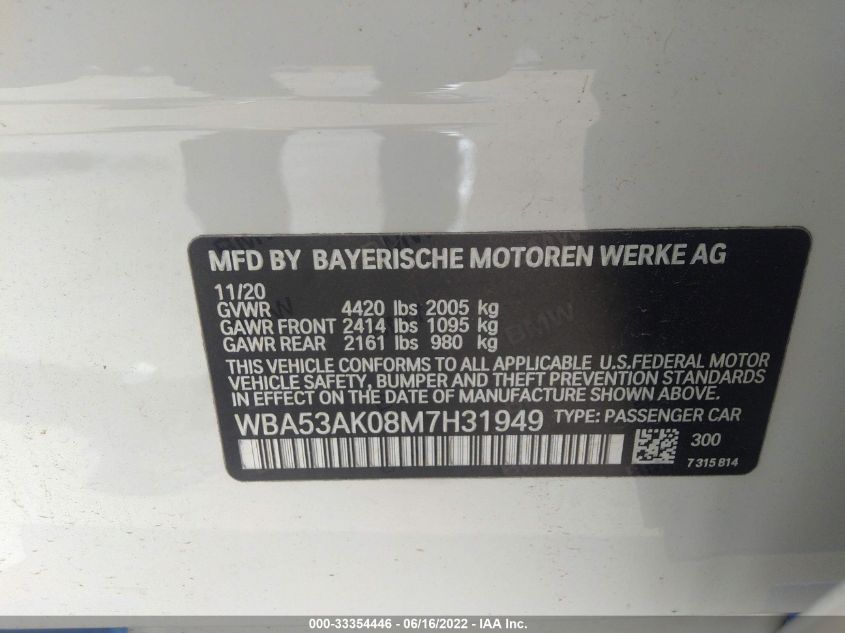 MFD BY BAYERISCHE MOTOREN WERKE AG
11/20
GVWR 4420 lbs 2005 kg
GAWR FRONT 2414 lbs 1095 kg
GAWR REAR 2161 lbs 980 kg
THIS VEHICLE CONFORMS TO ALL APPLICABLE U.S.FEDERAL MOTOR
VEHICLE SAFETY, BUMPER AND THEFT PREVENTION STANDARDS
IN EFFECT ON THE DATE OF MANUFACTURE SHOWN ABOVE.
WBA53AK08M7H31949 TYPE: PASSENGER CAR
300
7 315 814
000-33354446 - 06/16/2022 - IAA Inc.